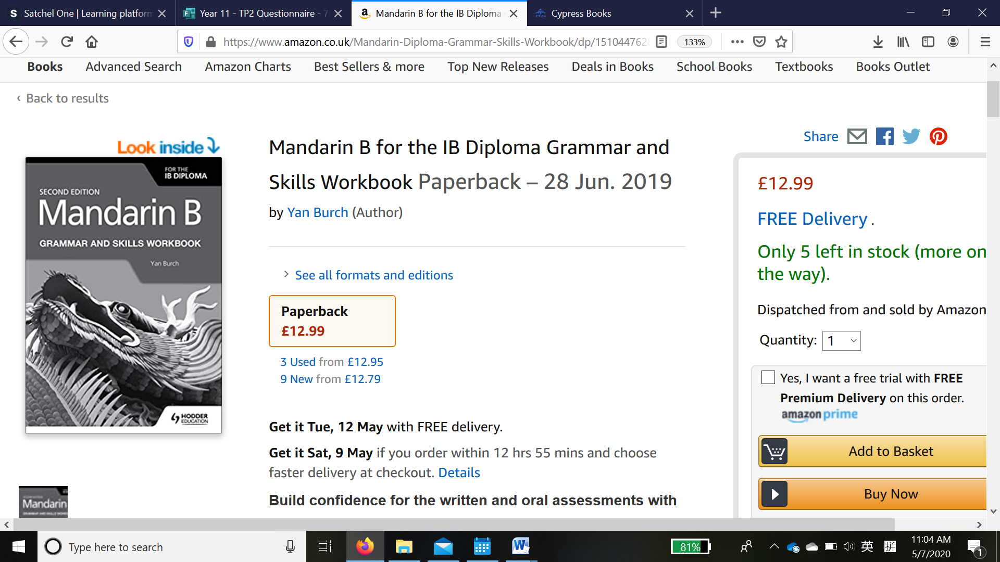 Satchel One | Learning platform
Year 11 - TP2 Questionnaire - 7
Mandarin B for the IB Diploma
Cypress Books
https://www.amazon.co.uk/Mandarin-Diploma-Grammar-Skills-Workbook/dp/151044762
133%
Books Advanced Search Amazon Charts Best Sellers & more Top New Releases Deals in Books School Books Textbooks Books Outlet
‹ Back to results
Look inside
FOR THE
IB DIPLOMA
SECOND EDITION
Mandarin B
GRAMMAR AND SKILLS WORKBOOK
Yan Burch
HODDER
EDUCATION
Mandarin
Mandarin B for the IB Diploma Grammar and
Skills Workbook Paperback – 28 Jun. 2019
by Yan Burch (Author)
See all formats and editions
Paperback
£12.99
3 Used from £12.95
9 New from £12.79
Get it Tue, 12 May with FREE delivery.
Get it Sat, 9 May if you order within 12 hrs 55 mins and choose
faster delivery at checkout. Details
Build confidence for the written and oral assessments with
Share
£12.99
FREE Delivery .
Only 5 left in stock (more on
the way).
Dispatched from and sold by Amazon
Quantity: 1
Yes, I want a free trial with FREE
Premium Delivery on this order.
amazon prime
Add to Basket
Buy Now
Type here to search
81%
英
拼
11:04 AM
5/7/2020
1